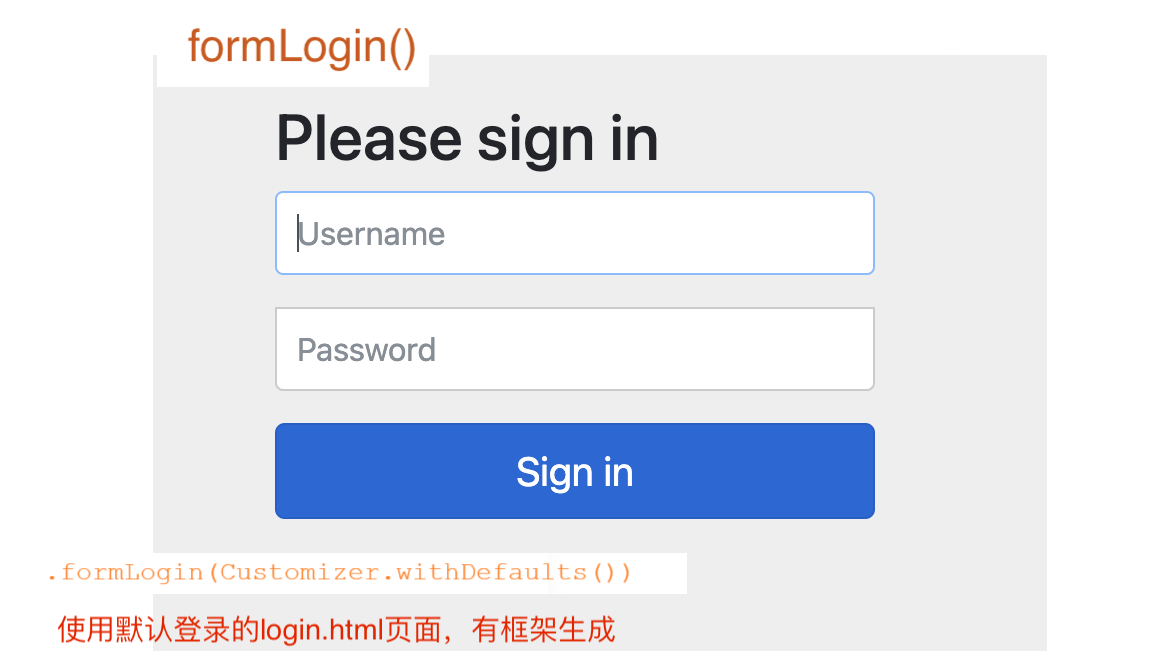 formLogin()
Please sign in
Username
Password
Sign in
.formLogin(Customizer.withDefaults())
使用默认登录的login.html页面，有框架生成